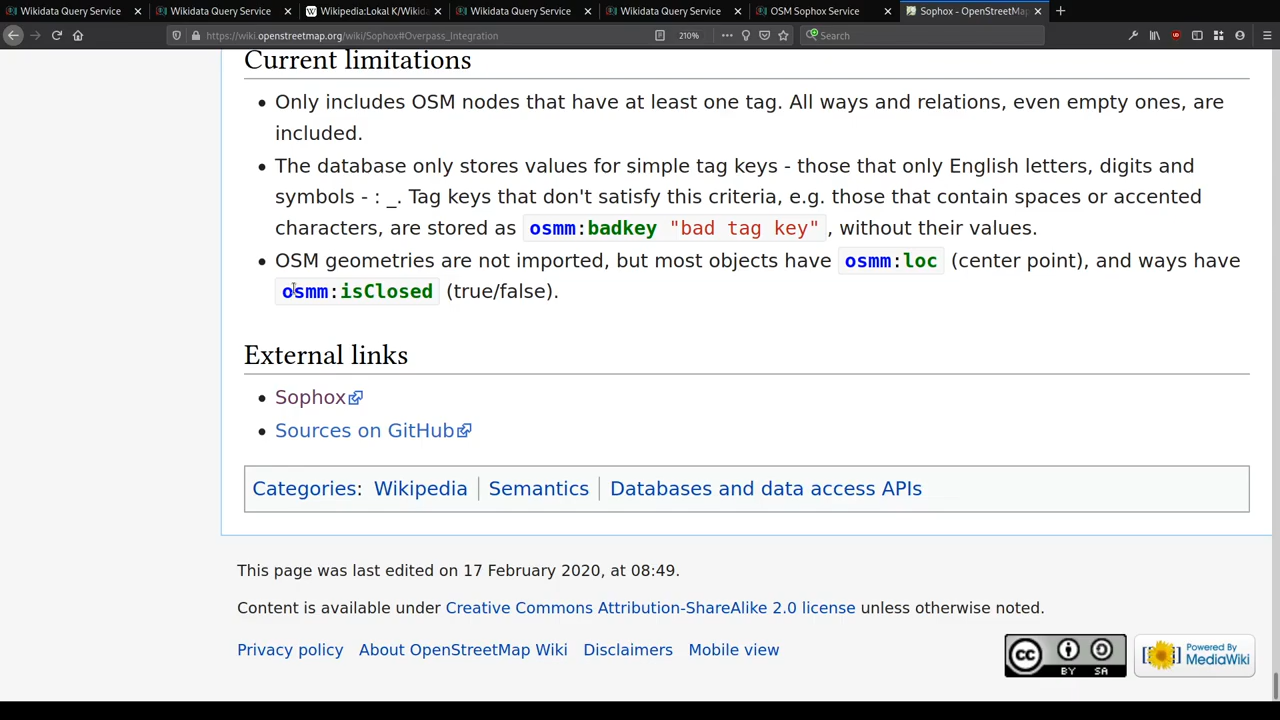 Wikidata Query Service
Wikidata Query Service
Wikipedia:Lokal K/Wikida
Wikidata Query Service
Wikidata Query Service
OSM Sophox Service
Sophox - OpenStreetMap
https://wiki.openstreetmap.org/wiki/Sophox#Overpass_Integration
210%
Search
Current limitations
Only includes OSM nodes that have at least one tag. All ways and relations, even empty ones, are
included.
The database only stores values for simple tag keys - those that only English letters, digits and
symbols - : _. Tag keys that don't satisfy this criteria, e.g. those that contain spaces or accented
characters, are stored as osmm:badkey "bad tag key", without their values.
OSM geometries are not imported, but most objects have osmm:loc (center point), and ways have
osmm:isClosed (true/false).
External links
Sophox
Sources on GitHub
Categories: Wikipedia | Semantics | Databases and data access APIs
This page was last edited on 17 February 2020, at 08:49.
Content is available under Creative Commons Attribution-ShareAlike 2.0 license unless otherwise noted.
Privacy policy About OpenStreetMap Wiki Disclaimers Mobile view
cc BY SA
Powered By
MediaWiki